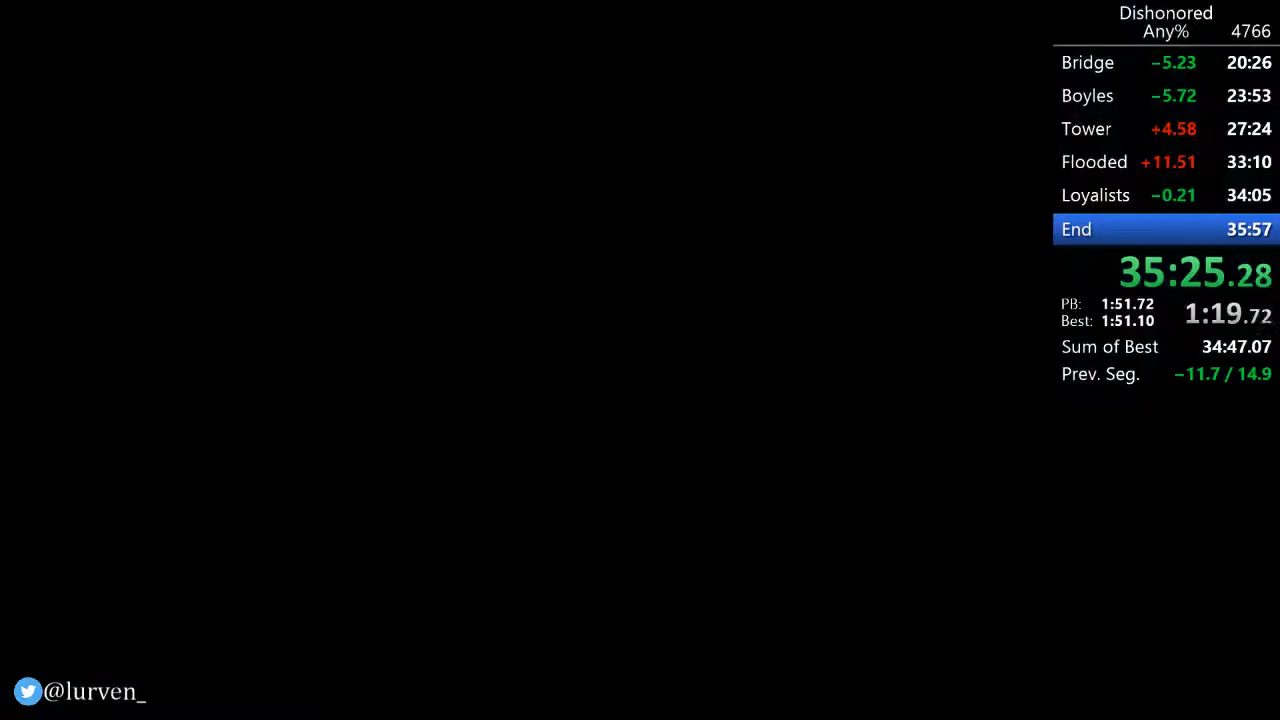 Dishonored
Any% 4766
Bridge −5.23 20:26
Boyles −5.72 23:53
Tower +4.58 27:24
Flooded +11.51 33:10
Loyalists −0.21 34:05
End 35:57
35:25.28
PB: 1:51.72
Best: 1:51.10
1:19.72
Sum of Best 34:47.07
Prev. Seg. −11.7 / 14.9
@lurven_